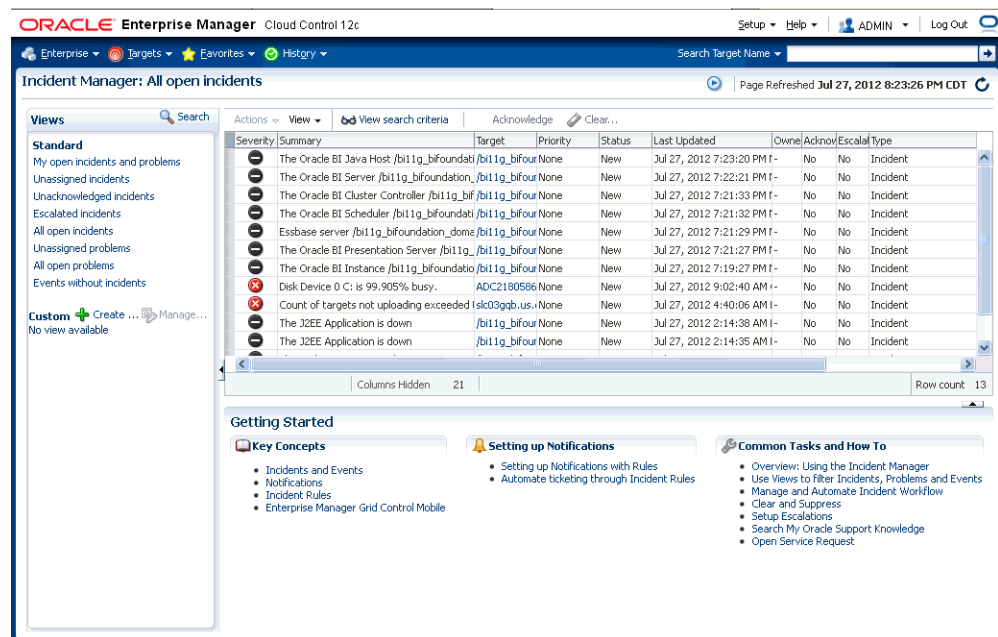 ORACLE Enterprise Manager Cloud Control 12c
Setup Help ADMIN Log Out
Enterprise Targets Favorites History Search Target Name
Incident Manager: All open incidents
Page Refreshed Jul 27, 2012 8:23:26 PM CDT
Views Search
Standard
My open incidents and problems
Unassigned incidents
Unacknowledged incidents
Escalated incidents
All open incidents
Unassigned problems
All open problems
Events without incidents
Custom Create ... Manage...
No view available
Actions View View search criteria Acknowledge Clear...
Severity Summary Target Priority Status Last Updated Owne Acknov Escalat Type
The Oracle BI Java Host /bi11g_bifoundati /bi11g_bifour None New Jul 27, 2012 7:23:20 PM - No No Incident
The Oracle BI Server /bi11g_bifoundation_ /bi11g_bifour None New Jul 27, 2012 7:22:21 PM - No No Incident
The Oracle BI Cluster Controller /bi11g_bif /bi11g_bifour None New Jul 27, 2012 7:21:33 PM - No No Incident
The Oracle BI Scheduler /bi11g_bifoundati /bi11g_bifour None New Jul 27, 2012 7:21:32 PM - No No Incident
Essbase server /bi11g_bifoundation_doma /bi11g_bifour None New Jul 27, 2012 7:21:29 PM - No No Incident
The Oracle BI Presentation Server /bi11g_ /bi11g_bifour None New Jul 27, 2012 7:21:27 PM - No No Incident
The Oracle BI Instance /bi11g_bifoundatio /bi11g_bifour None New Jul 27, 2012 7:19:27 PM - No No Incident
Disk Device 0 C: is 99.905% busy. ADC2180586 None New Jul 27, 2012 9:02:40 AM - No No Incident
Count of targets not uploading exceeded slc03gqb.us. None New Jul 27, 2012 4:40:06 AM - No No Incident
The J2EE Application is down /bi11g_bifour None New Jul 27, 2012 2:14:38 AM - No No Incident
The J2EE Application is down /bi11g_bifour None New Jul 27, 2012 2:14:35 AM - No No Incident
Columns Hidden 21 Row count 13
Getting Started
Key Concepts
Incidents and Events
Notifications
Incident Rules
Enterprise Manager Grid Control Mobile
Setting up Notifications
Setting up Notifications with Rules
Automate ticketing through Incident Rules
Common Tasks and How To
Overview: Using the Incident Manager
Use Views to filter Incidents, Problems and Events
Manage and Automate Incident Workflow
Clear and Suppress
Setup Escalations
Search My Oracle Support Knowledge
Open Service Request